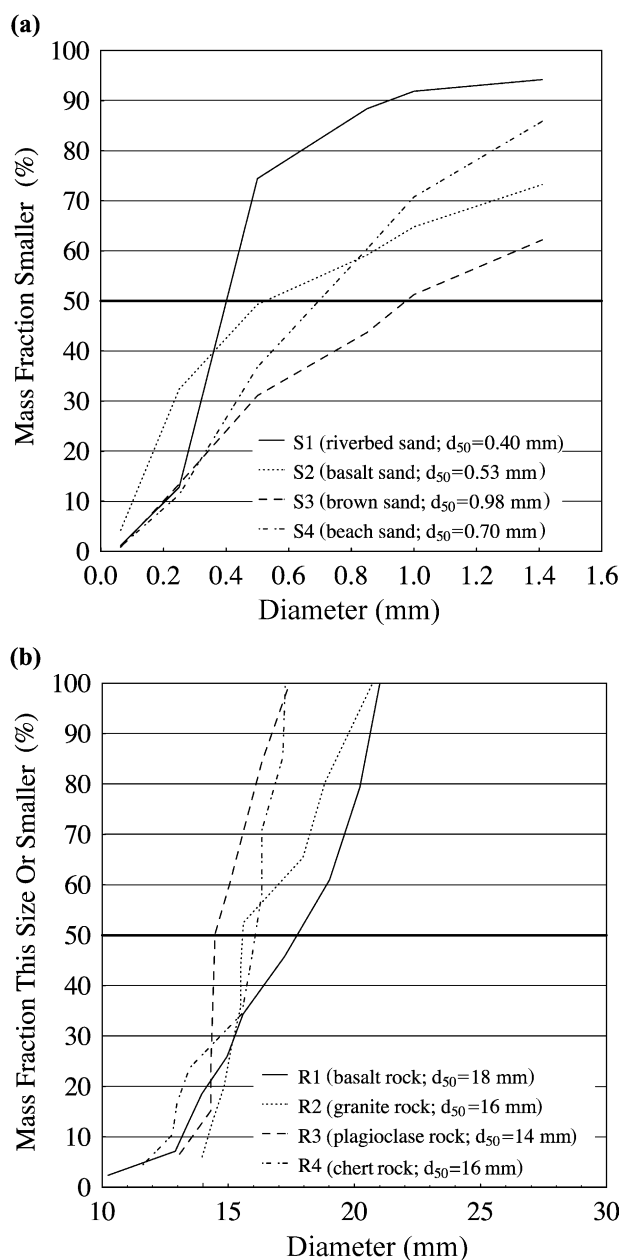 (a)
Mass Fraction Smaller (%)
100
90
80
70
60
50
40
30
20
10
0
S1 (riverbed sand; d50=0.40 mm)
S2 (basalt sand; d50=0.53 mm)
S3 (brown sand; d50=0.98 mm)
S4 (beach sand; d50=0.70 mm)
0.0 0.2 0.4 0.6 0.8 1.0 1.2 1.4 1.6
Diameter (mm)
(b)
Mass Fraction This Size Or Smaller (%)
100
90
80
70
60
50
40
30
20
10
0
R1 (basalt rock; d50=18 mm)
R2 (granite rock; d50=16 mm)
R3 (plagioclase rock; d50=14 mm)
R4 (chert rock; d50=16 mm)
10 15 20 25 30
Diameter (mm)